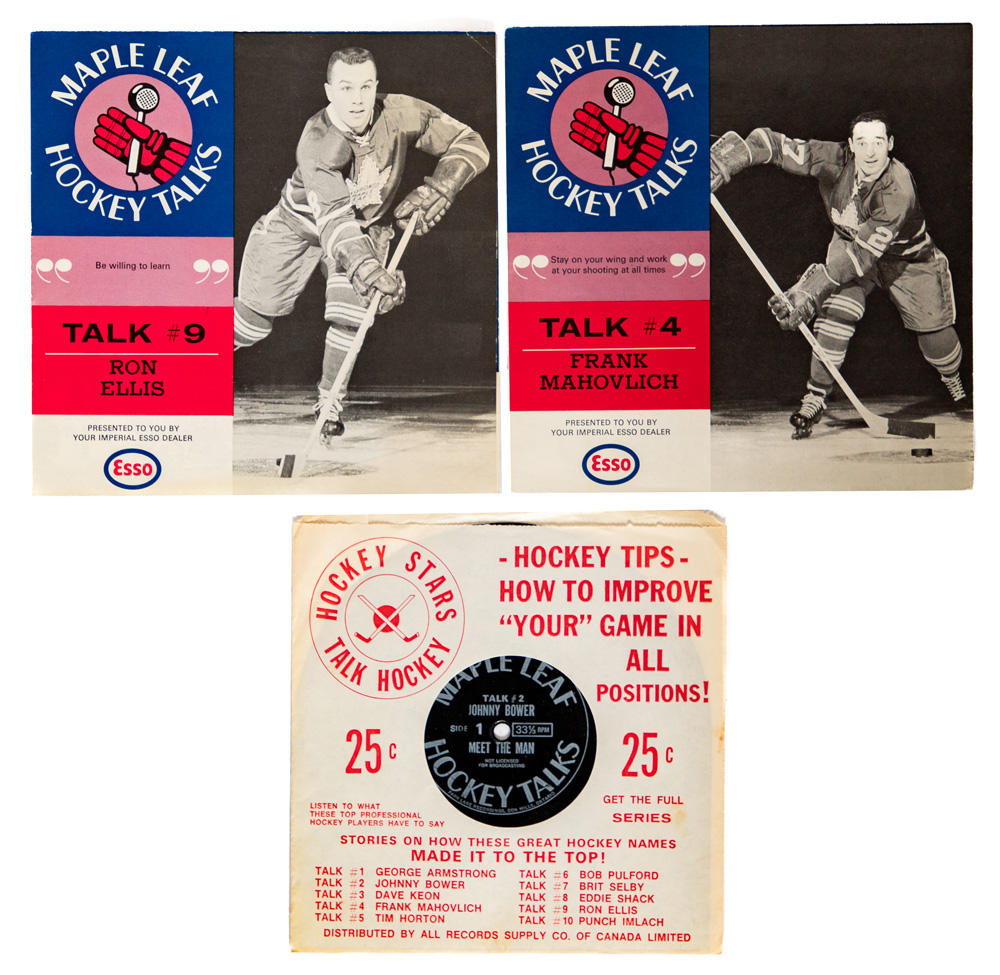 MAPLE LEAF
HOCKEY TALKS
Be willing to learn
TALK #9
RON
ELLIS
PRESENTED TO YOU BY
YOUR IMPERIAL ESSO DEALER
Esso
MAPLE LEAF
HOCKEY TALKS
Stay on your wing and work
at your shooting at all times
TALK #4
FRANK
MAHOVLICH
PRESENTED TO YOU BY
YOUR IMPERIAL ESSO DEALER
Esso
27
2
HOCKEY STARS
TALK HOCKEY
- HOCKEY TIPS -
HOW TO IMPROVE
“YOUR” GAME IN
ALL
POSITIONS!
25c
MAPLE LEAF
TALK #2
JOHNNY BOWER
SIDE 1 33⅓ RPM
MEET THE MAN
NOT LICENSED
FOR BROADCASTING
HOCKEY TALKS
PARK LANE RECORDINGS, DON MILLS, ONTARIO
25c
LISTEN TO WHAT
THESE TOP PROFESSIONAL
HOCKEY PLAYERS HAVE TO SAY
GET THE FULL
SERIES
STORIES ON HOW THESE GREAT HOCKEY NAMES
MADE IT TO THE TOP!
TALK #1 GEORGE ARMSTRONG
TALK #2 JOHNNY BOWER
TALK #3 DAVE KEON
TALK #4 FRANK MAHOVLICH
TALK #5 TIM HORTON
TALK #6 BOB PULFORD
TALK #7 BRIT SELBY
TALK #8 EDDIE SHACK
TALK #9 RON ELLIS
TALK #10 PUNCH IMLACH
DISTRIBUTED BY ALL RECORDS SUPPLY CO. OF CANADA LIMITED